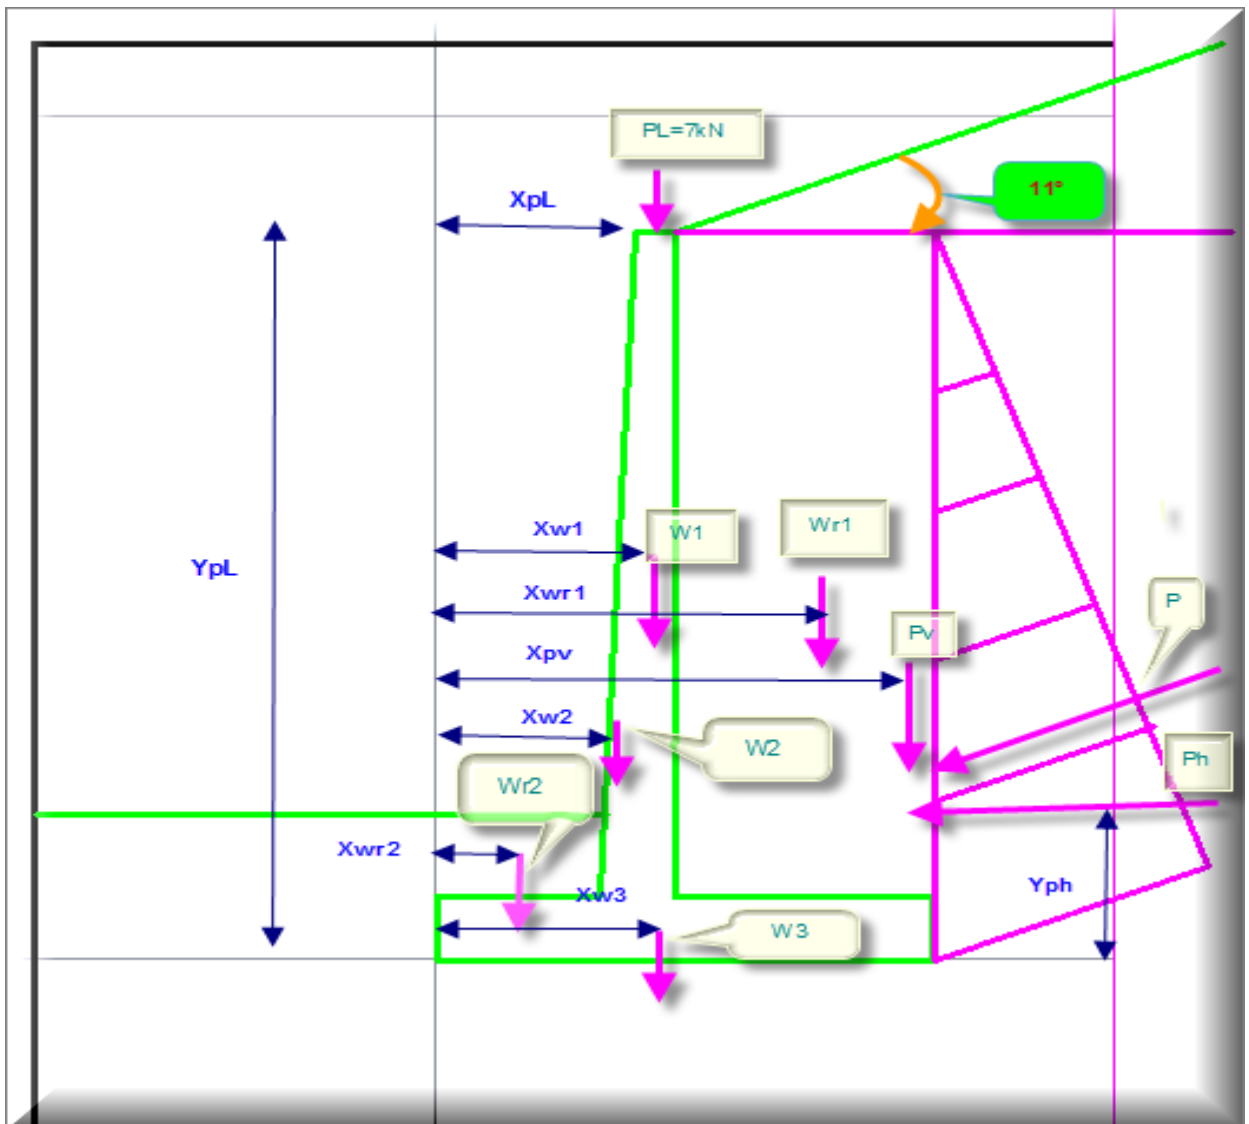 PL=7kN
11°
XpL
Xw1
W1
Wr1
YpL
Xwr1
P
Pv
Xpv
Xw2
W2
Ph
Wr2
Xwr2
Xw3
Yph
W3